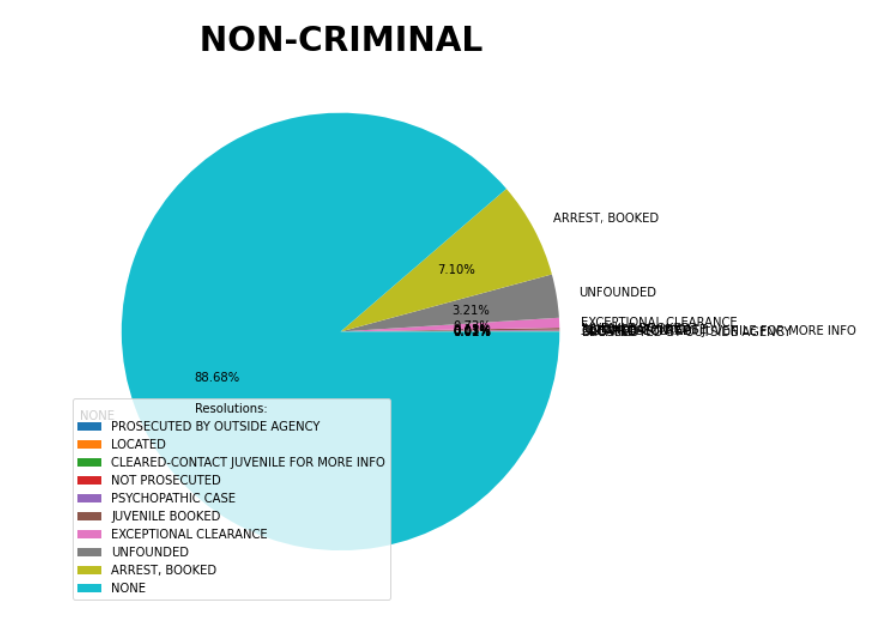 NON-CRIMINAL
ARREST, BOOKED
7.10%
UNFOUNDED
3.21%
EXCEPTIONAL CLEARANCE
88.68%
NONE
Resolutions:
PROSECUTED BY OUTSIDE AGENCY
LOCATED
CLEARED-CONTACT JUVENILE FOR MORE INFO
NOT PROSECUTED
PSYCHOPATHIC CASE
JUVENILE BOOKED
EXCEPTIONAL CLEARANCE
UNFOUNDED
ARREST, BOOKED
NONE